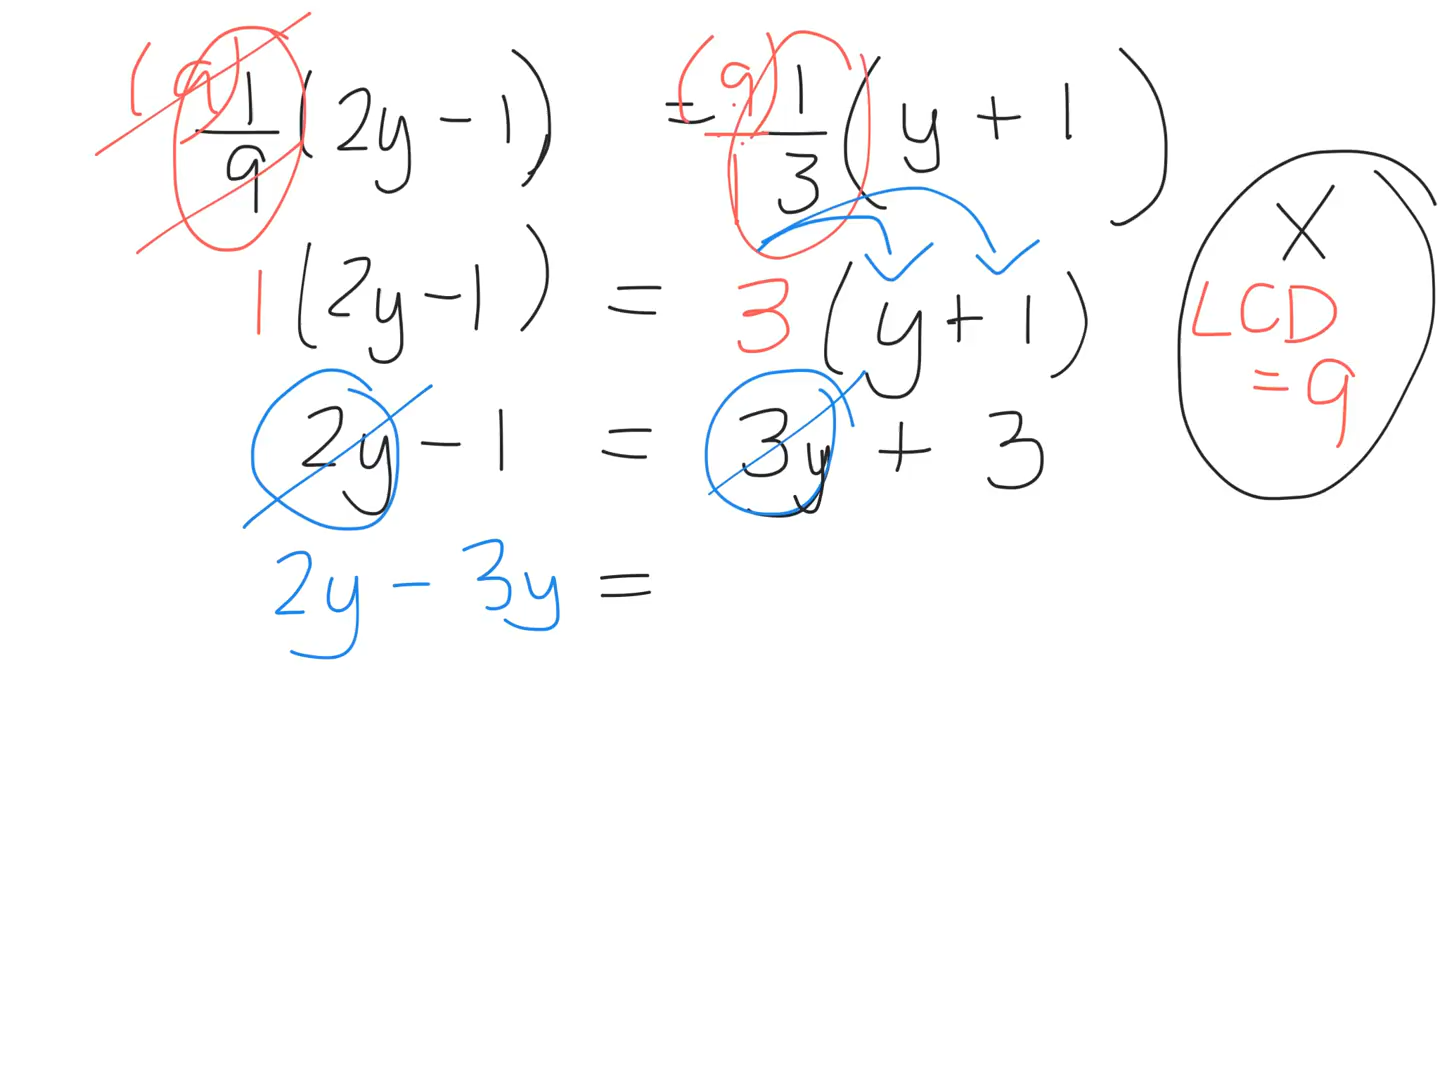 (9) 1/9 (2y - 1) = (9) 1/3 (y + 1)
1 (2y - 1) = 3 (y + 1)
2y - 1 = 3y + 3
2y - 3y =
X
LCD
= 9